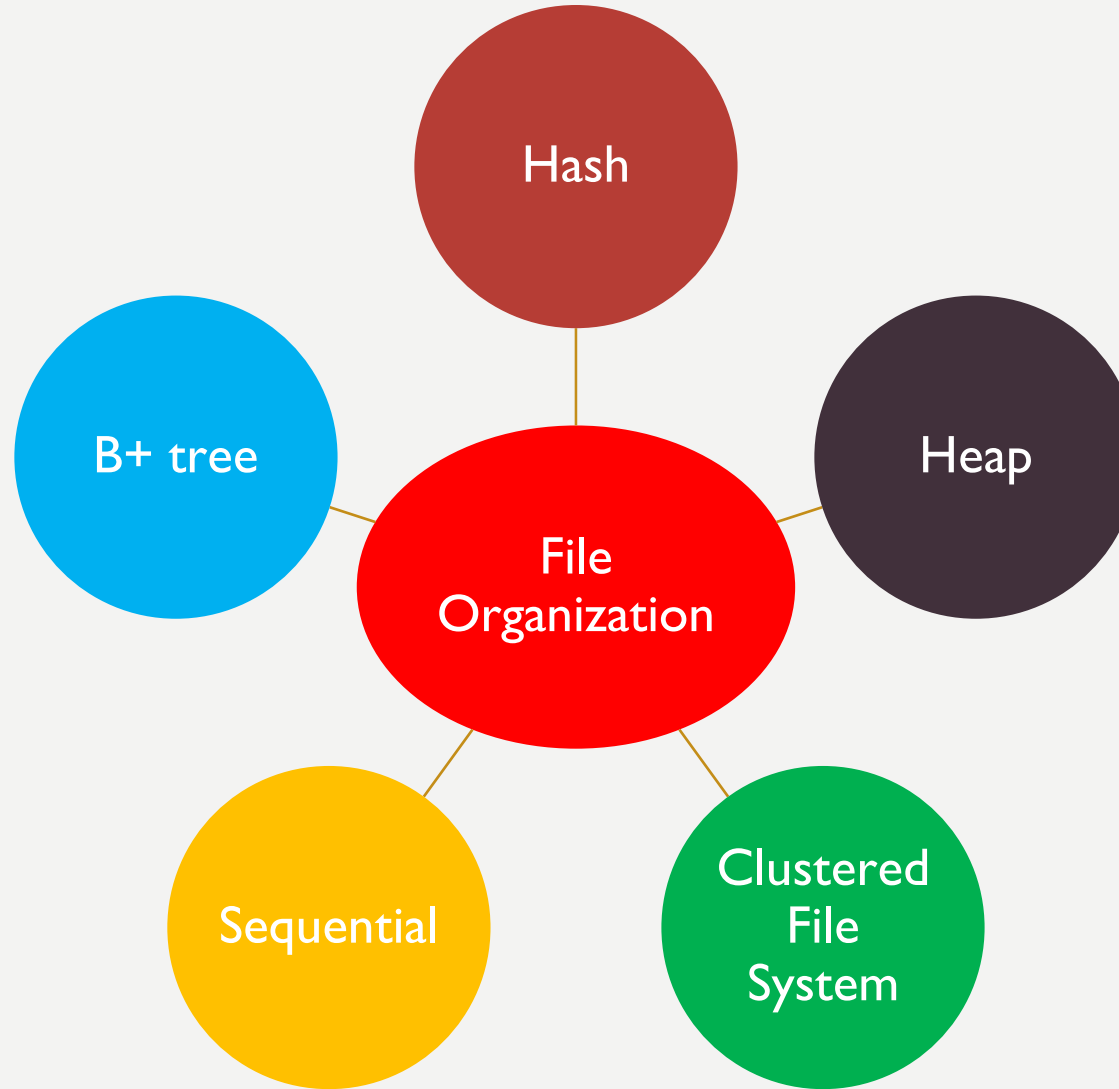 Hash
B+ tree
Heap
File
Organization
Sequential
Clustered
File
System